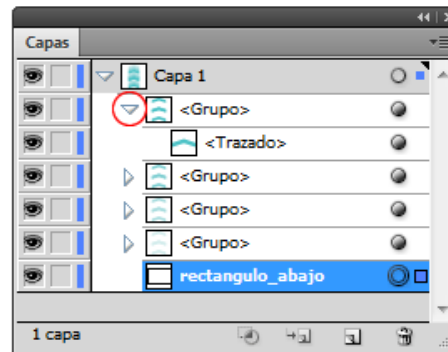 Capas
Capa 1
<Grupo>
<Trazado>
<Grupo>
<Grupo>
<Grupo>
rectangulo_abajo
1 capa